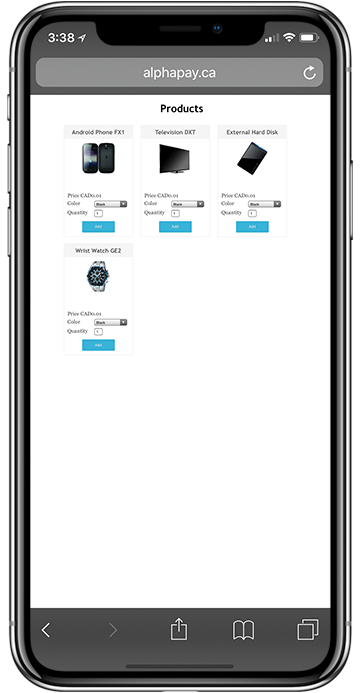 3:38
alphapay.ca
Products
Android Phone FX1
Television DXT
External Hard Disk
Price CAD0.01
Price CAD0.01
Price CAD0.01
Color Black
Color Black
Color Black
Quantity 1
Quantity 1
Quantity 1
Add
Add
Add
Wrist Watch GE2
Price CAD0.01
Color Black
Quantity 1
Add